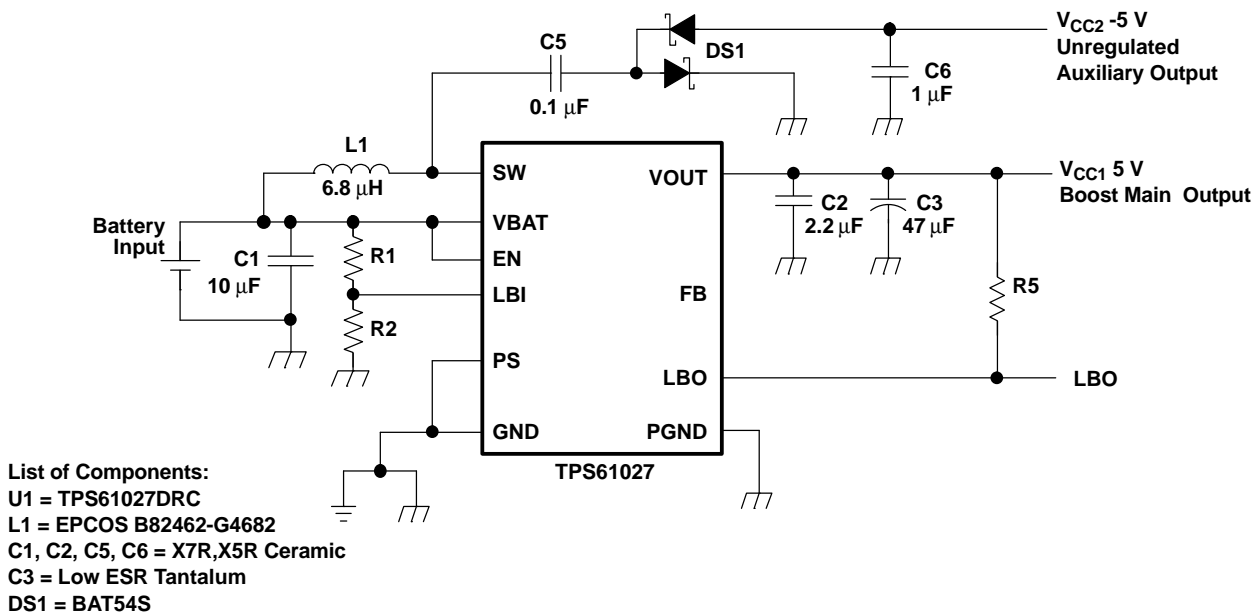 C5
0.1 μF
DS1
C6
1 μF
VCC2 -5 V
Unregulated
Auxiliary Output
L1
6.8 μH
SW
VOUT
VCC1 5 V
Boost Main Output
C2
2.2 μF
C3
47 μF
Battery
Input
VBAT
C1
10 μF
R1
EN
LBI
FB
R5
R2
PS
LBO
LBO
GND
PGND
TPS61027
List of Components:
U1 = TPS61027DRC
L1 = EPCOS B82462-G4682
C1, C2, C5, C6 = X7R,X5R Ceramic
C3 = Low ESR Tantalum
DS1 = BAT54S